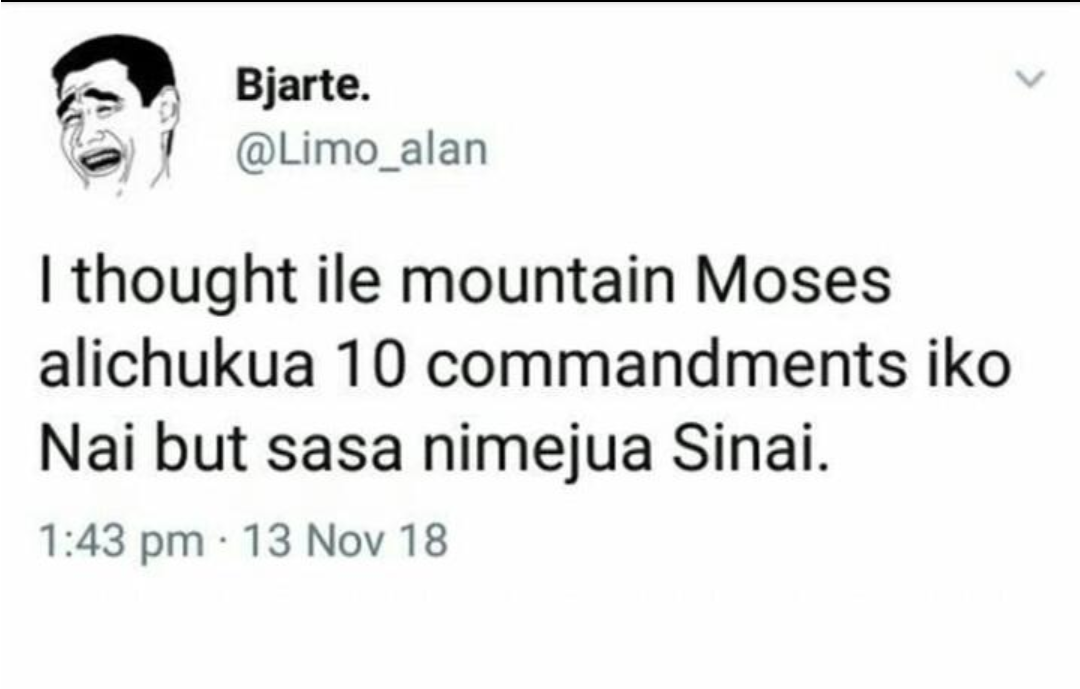 Bjarte.
@Limo_alan
I thought ile mountain Moses
alichukua 10 commandments iko
Nai but sasa nimejua Sinai.
1:43 pm · 13 Nov 18